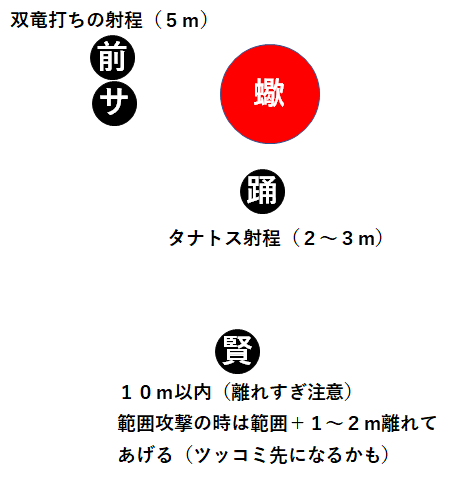 双竜打ちの射程（５ｍ）
前
サ
蠍
踊
タナトス射程（２～３ｍ）
賢
１０ｍ以内（離れすぎ注意）
範囲攻撃の時は範囲＋１～２ｍ離れて
あげる（ツッコミ先になるかも）